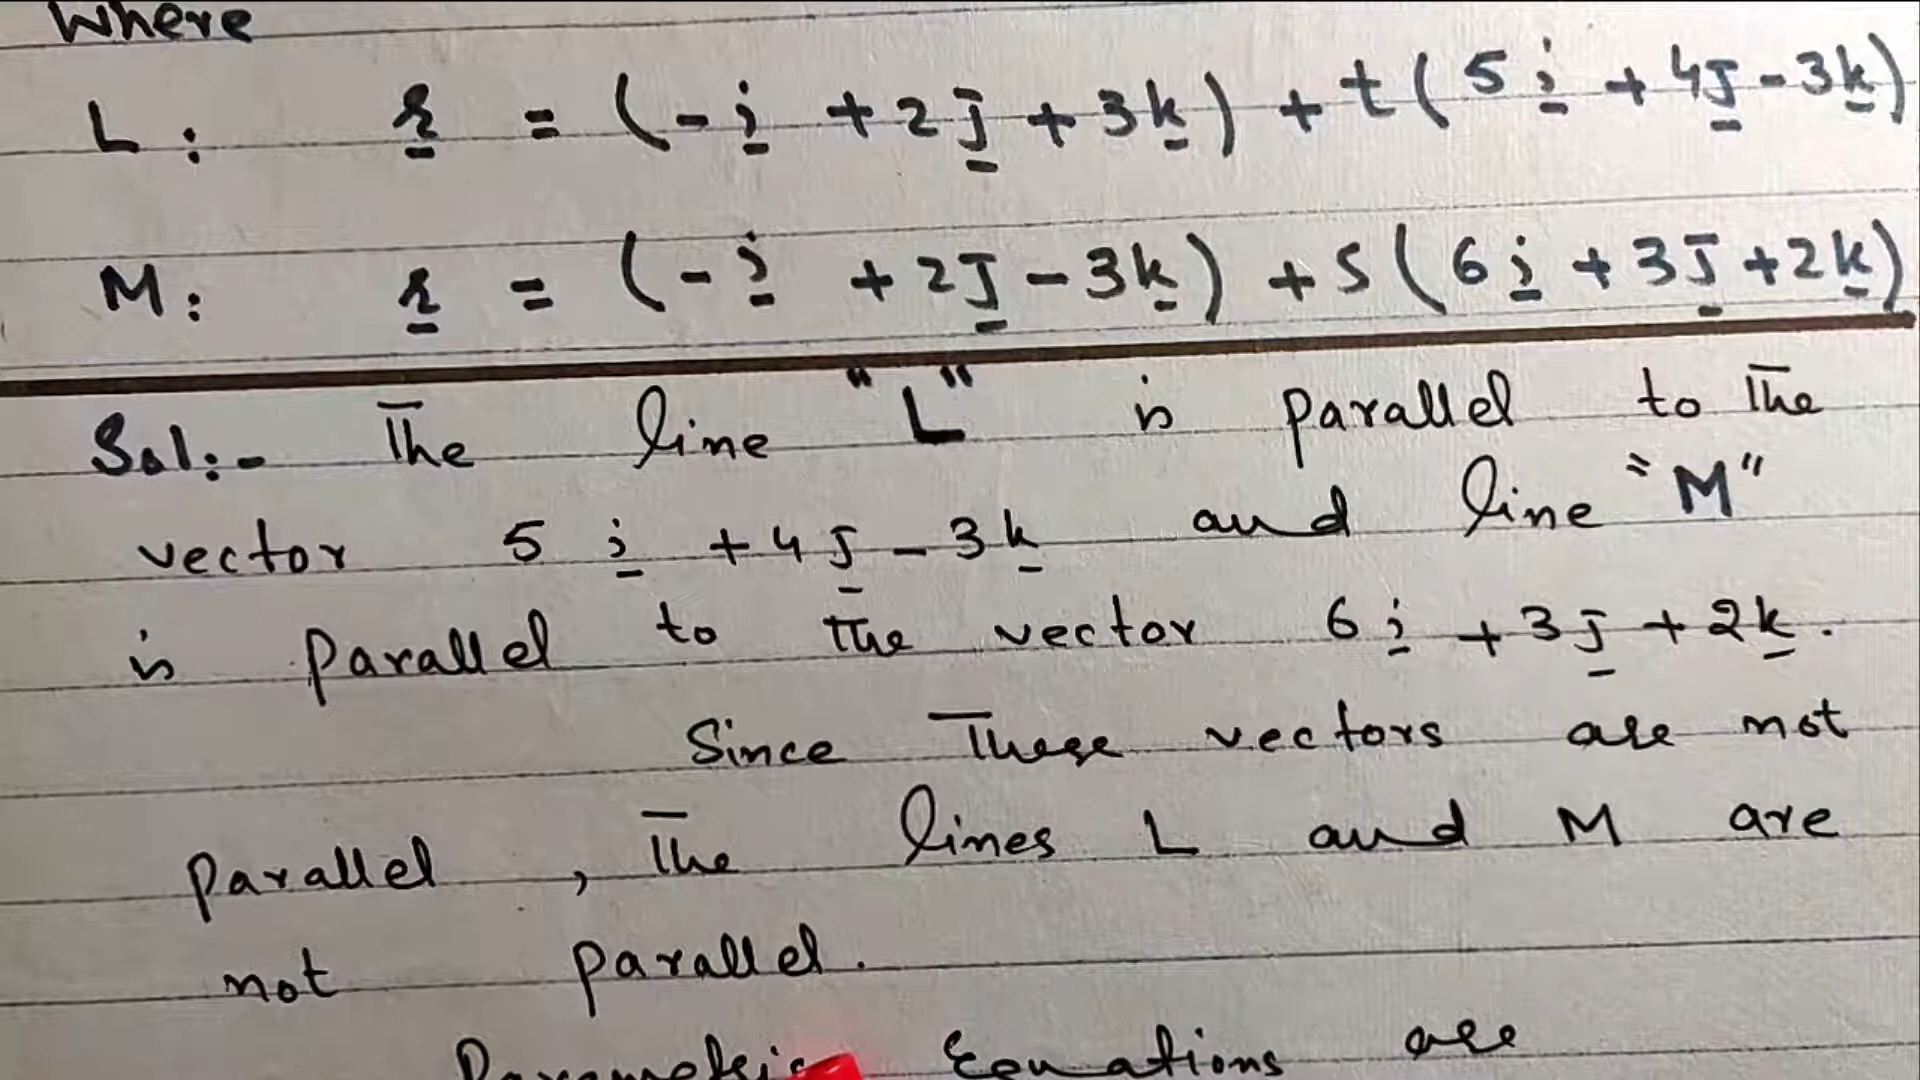 Where
L: r = (-i + 2j + 3k) + t(5i + 4j - 3k)
M: r = (-i + 2j - 3k) + s(6i + 3j + 2k)
Sol:- The line "L" is parallel to the
vector 5i + 4j - 3k and line "M"
is parallel to the vector 6i + 3j + 2k.
Since These vectors are not
parallel, The lines L and M are
not parallel.
Parametric Equations are